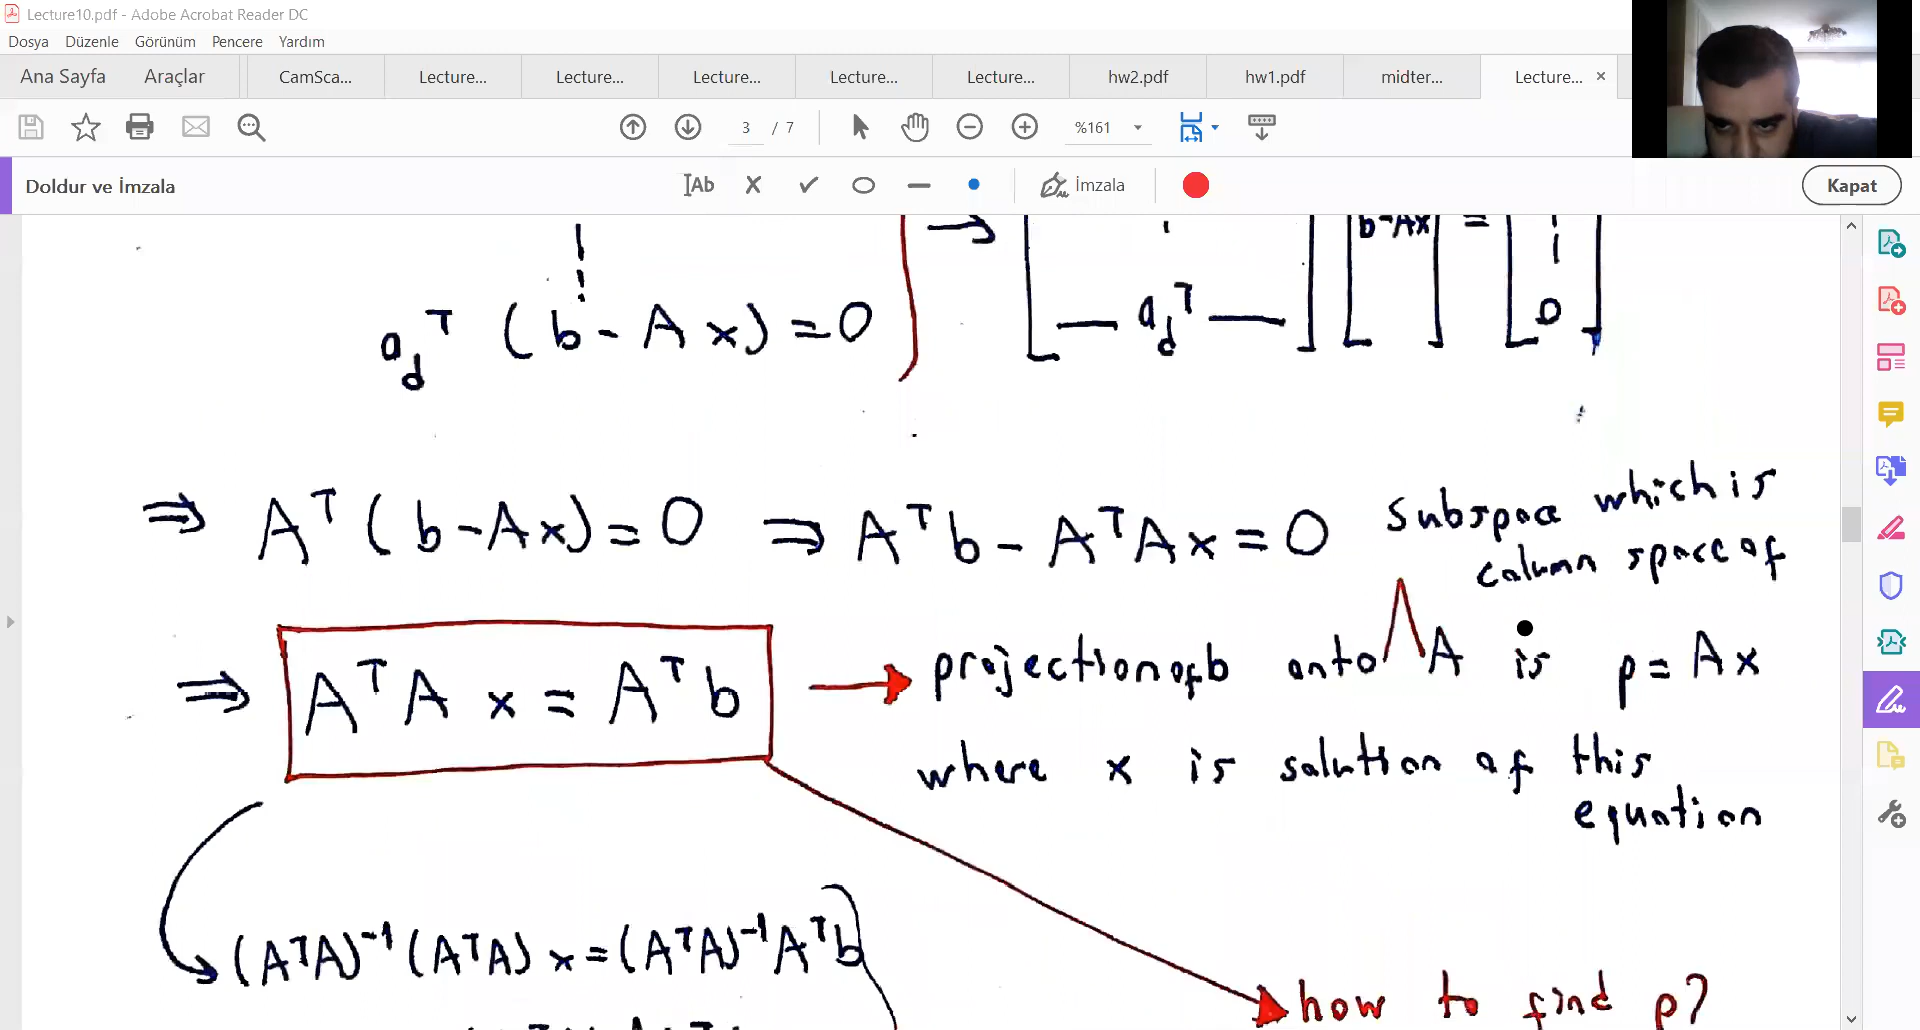 Lecture10.pdf - Adobe Acrobat Reader DC
Dosya Düzenle Görünüm Pencere Yardım
Ana Sayfa Araçlar CamSca... Lecture... Lecture... Lecture... Lecture... Lecture... hw2.pdf hw1.pdf midter... Lecture... ×
3 / 7 %161
Doldur ve İmzala Ab İmzala Kapat
b-Ax =
a_d^T (b - A x) = 0 a_d^T 0
⇒ A^T (b - A x) = 0 ⇒ A^T b - A^T A x = 0 subspace which is
column space of
⇒ A^T A x = A^T b → projection of b onto A is p = A x
where x is solution of this
equation
(A^T A)^-1 (A^T A) x = (A^T A)^-1 A^T b
how to find p?